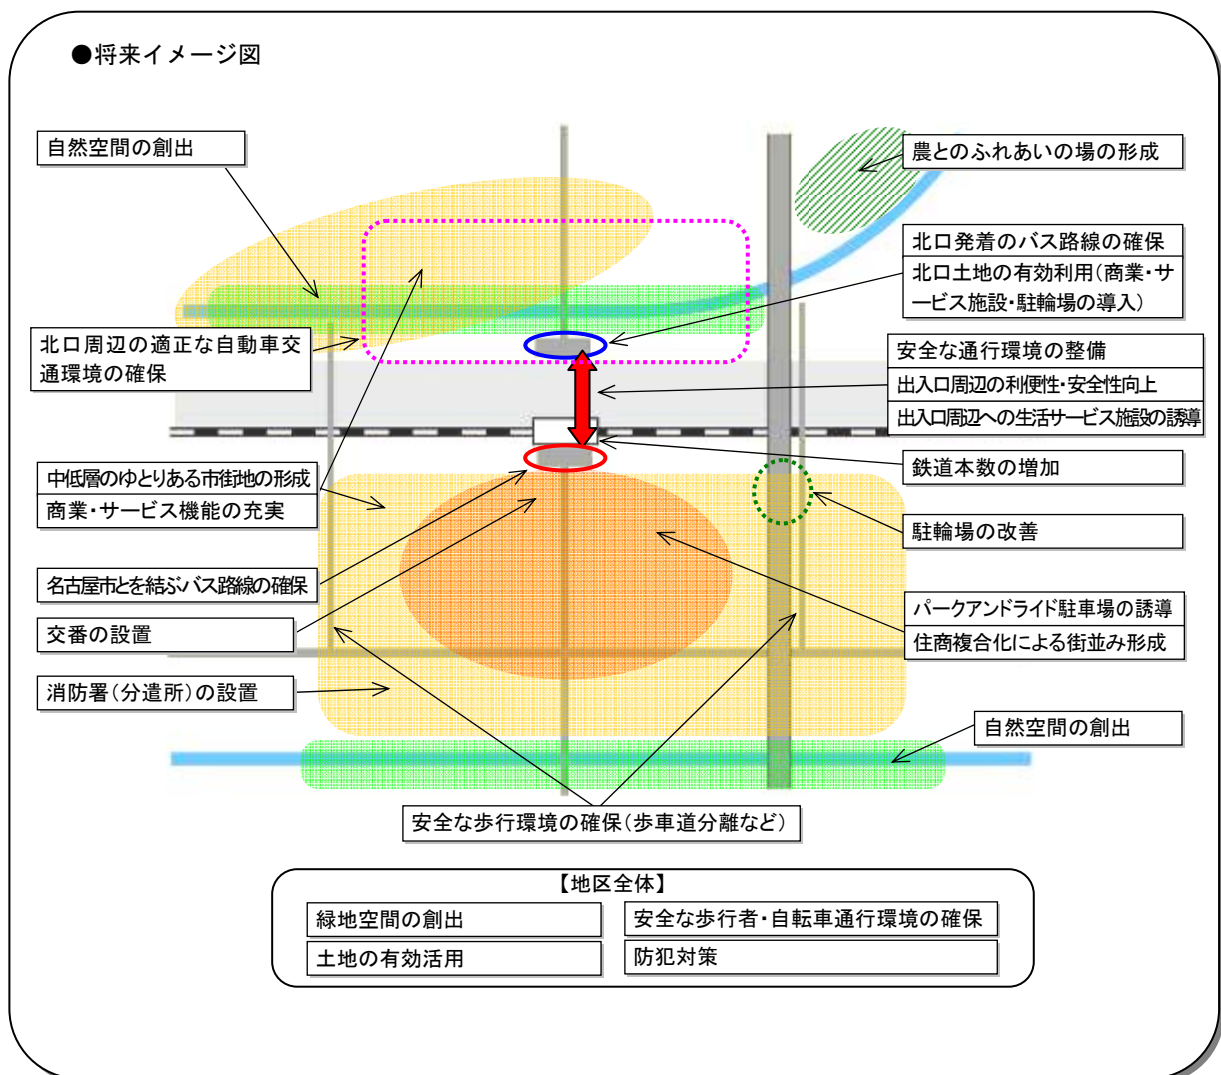 ●将来イメージ図
自然空間の創出
農とのふれあいの場の形成
北口発着のバス路線の確保
北口土地の有効利用(商業・サ
ービス施設・駐輪場の導入)
北口周辺の適正な自動車交
通環境の確保
安全な通行環境の整備
出入口周辺の利便性・安全性向上
出入口周辺への生活サービス施設の誘導
鉄道本数の増加
中低層のゆとりある市街地の形成
商業・サービス機能の充実
駐輪場の改善
名古屋市とを結ぶバス路線の確保
交番の設置
パークアンドライド駐車場の誘導
住商複合化による街並み形成
消防署(分遣所)の設置
自然空間の創出
安全な歩行環境の確保(歩車道分離など)
【地区全体】
緑地空間の創出
安全な歩行者・自転車通行環境の確保
土地の有効活用
防犯対策